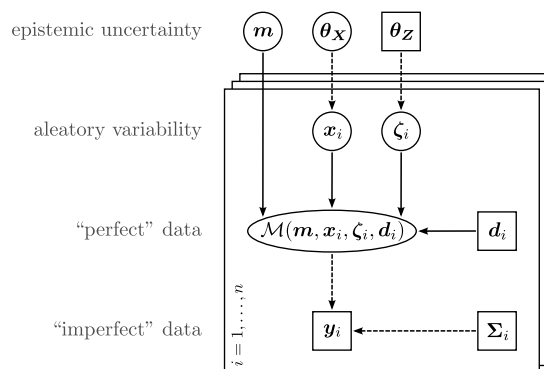 epistemic uncertainty m θ_X θ_Z
aleatory variability x_i ζ_i
“perfect” data ℳ(m, x_i, ζ_i, d_i) d_i
“imperfect” data y_i Σ_i
i = 1, . . . , n